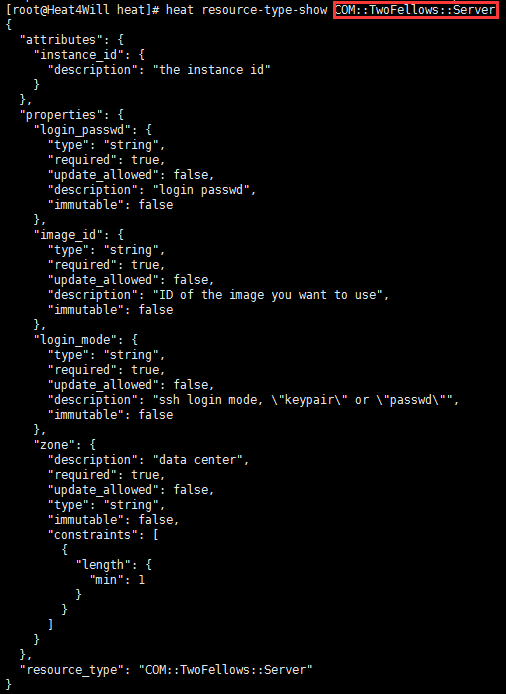 [root@Heat4Will heat]# heat resource-type-show COM::TwoFellows::Server
{
  "attributes": {
    "instance_id": {
      "description": "the instance id"
    }
  },
  "properties": {
    "login_passwd": {
      "type": "string",
      "required": true,
      "update_allowed": false,
      "description": "login passwd",
      "immutable": false
    },
    "image_id": {
      "type": "string",
      "required": true,
      "update_allowed": false,
      "description": "ID of the image you want to use",
      "immutable": false
    },
    "login_mode": {
      "type": "string",
      "required": true,
      "update_allowed": false,
      "description": "ssh login mode, \"keypair\" or \"passwd\"",
      "immutable": false
    },
    "zone": {
      "description": "data center",
      "required": true,
      "update_allowed": false,
      "type": "string",
      "immutable": false,
      "constraints": [
        {
          "length": {
            "min": 1
          }
        }
      ]
    }
  },
  "resource_type": "COM::TwoFellows::Server"
}